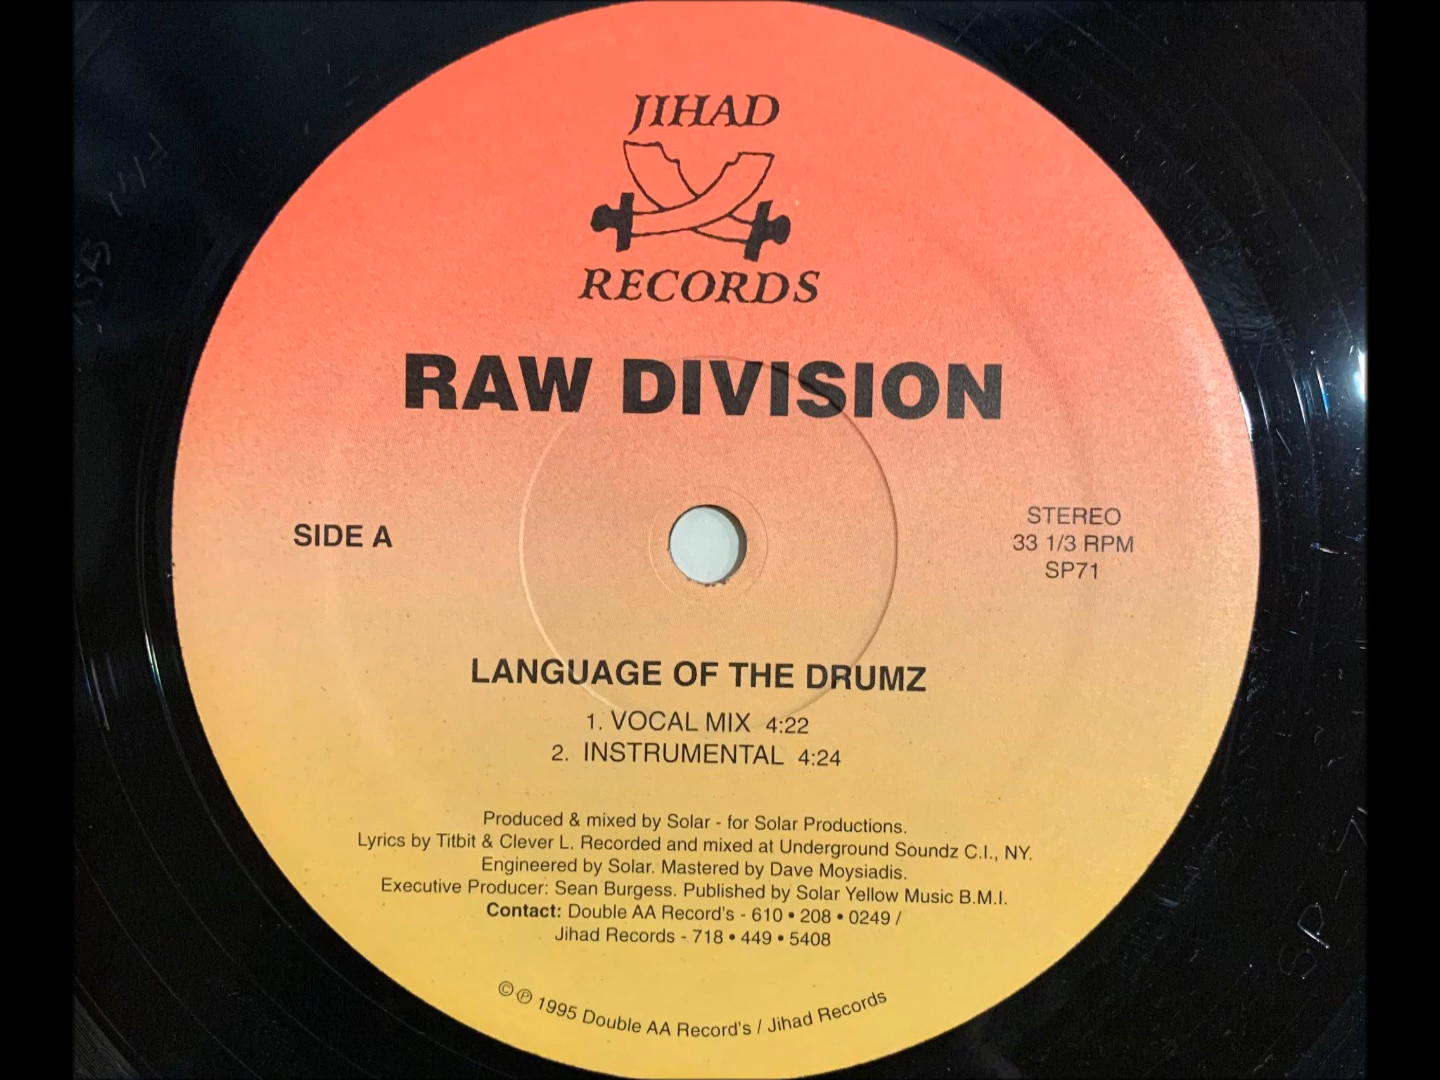 JIHAD
RECORDS
RAW DIVISION
SIDE A
STEREO
33 1/3 RPM
SP71
LANGUAGE OF THE DRUMZ
1. VOCAL MIX 4:22
2. INSTRUMENTAL 4:24
Produced & mixed by Solar - for Solar Productions.
Lyrics by Titbit & Clever L. Recorded and mixed at Underground Soundz C.I., NY.
Engineered by Solar. Mastered by Dave Moysiadis.
Executive Producer: Sean Burgess. Published by Solar Yellow Music B.M.I.
Contact: Double AA Record's - 610 • 208 • 0249 /
Jihad Records - 718 • 449 • 5408
© ℗ 1995 Double AA Record's / Jihad Records